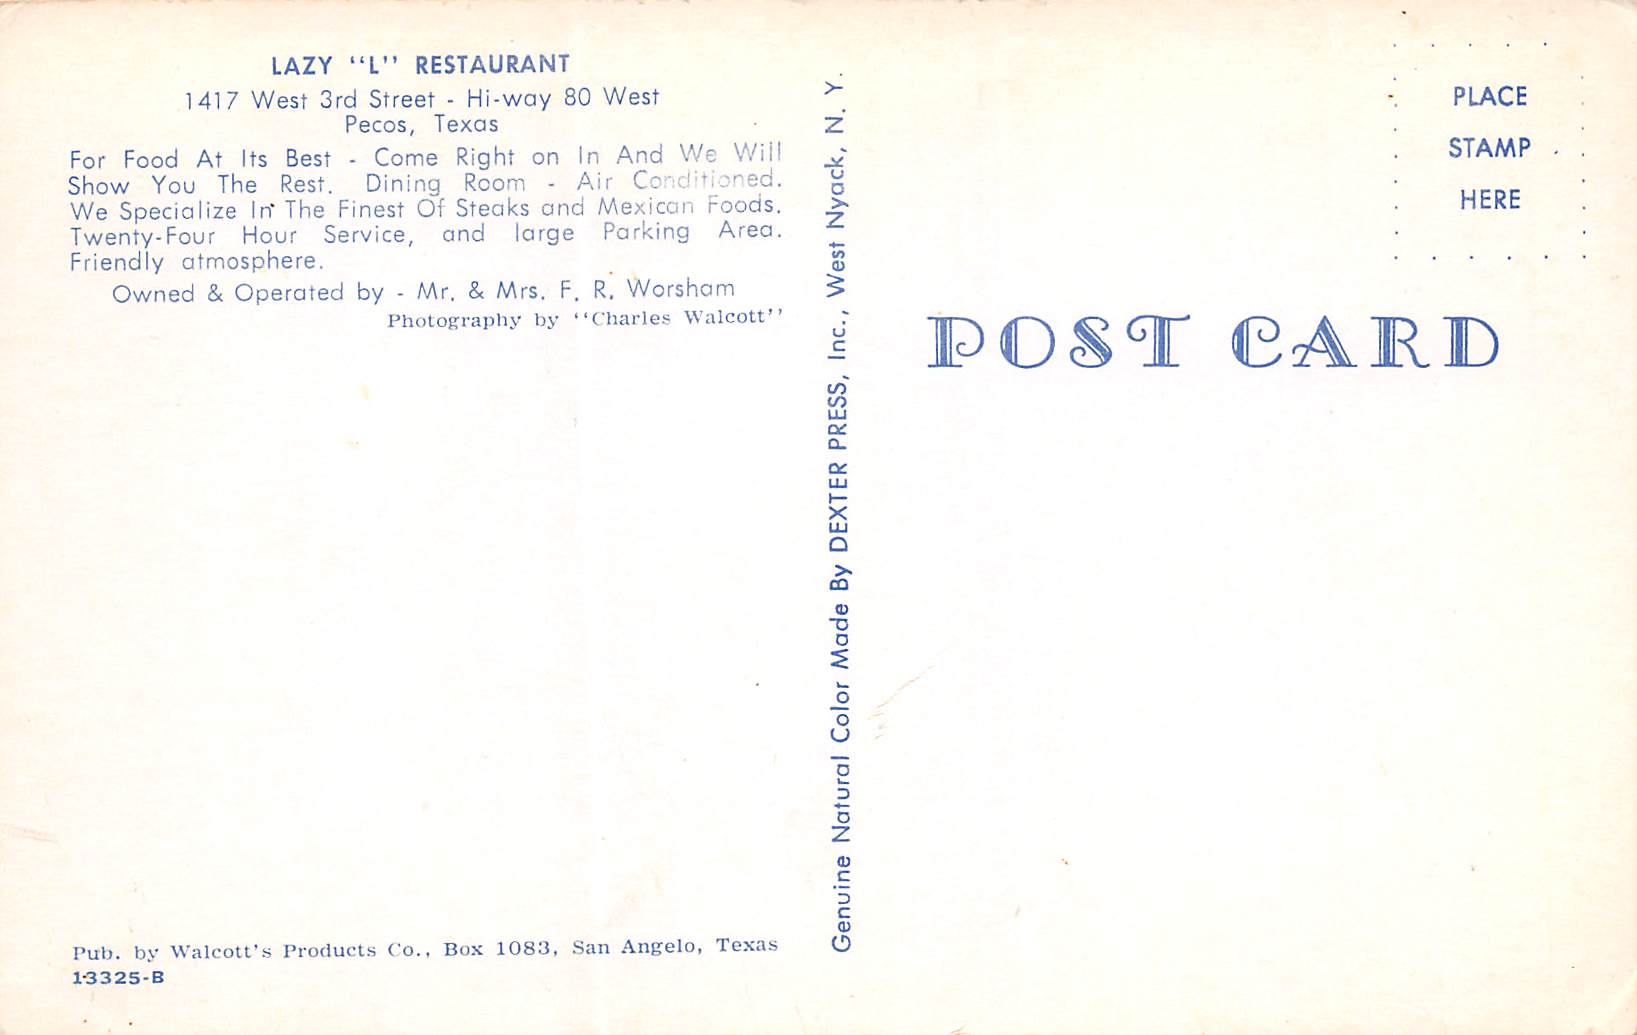 LAZY "L" RESTAURANT
1417 West 3rd Street - Hi-way 80 West
Pecos, Texas
For Food At Its Best - Come Right on In And We Will
Show You The Rest. Dining Room - Air Conditioned.
We Specialize In The Finest Of Steaks and Mexican Foods.
Twenty-Four Hour Service, and large Parking Area.
Friendly atmosphere.
Owned & Operated by - Mr. & Mrs. F. R. Worsham
Photography by "Charles Walcott"
Pub. by Walcott's Products Co., Box 1083, San Angelo, Texas
13325-B
Genuine Natural Color Made By DEXTER PRESS, Inc., West Nyack, N. Y.
PLACE
STAMP
HERE
POST CARD